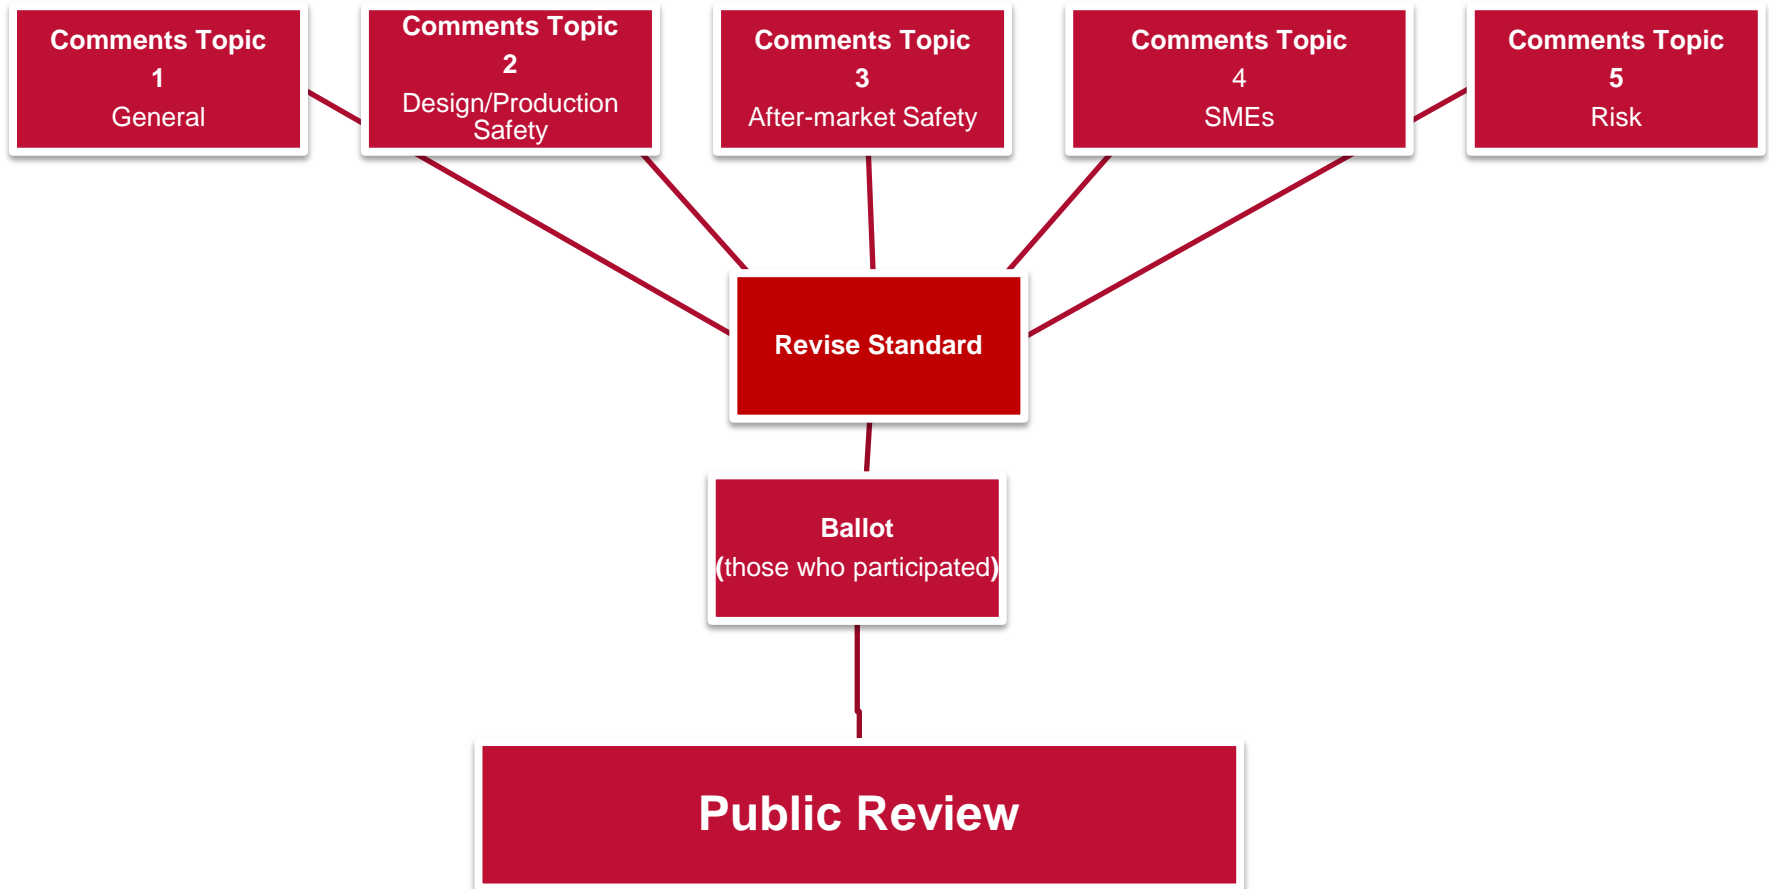 Comments Topic
1
General
Comments Topic
2
Design/Production
Safety
Comments Topic
3
After-market Safety
Comments Topic
4
SMEs
Comments Topic
5
Risk
Revise Standard
Ballot
(those who participated)
Public Review